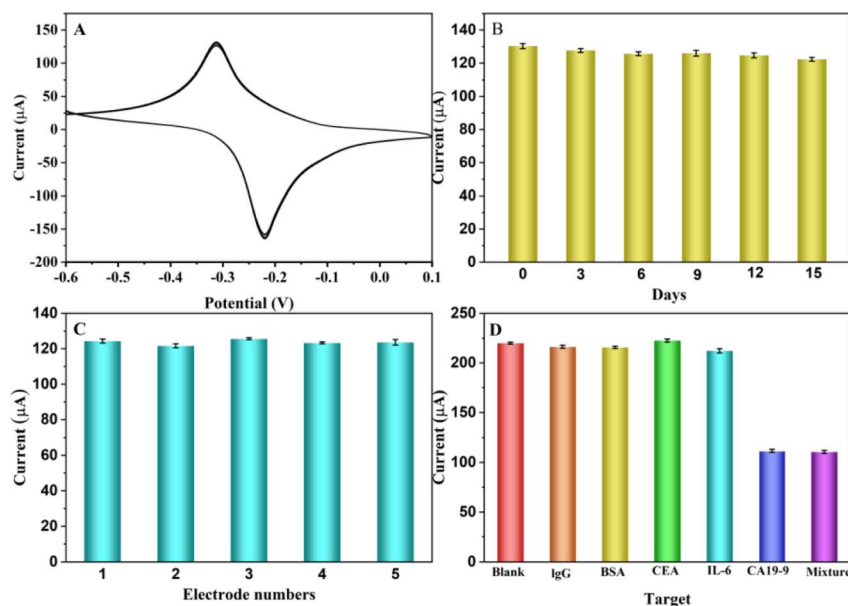 A
Current (μA)
150
100
50
0
-50
-100
-150
-200
-0.6
-0.5
-0.4
-0.3
-0.2
-0.1
0.0
0.1
Potential (V)
B
Current (μA)
140
120
100
80
60
40
20
0
0
3
6
9
12
15
Days
C
Current (μA)
140
120
100
80
60
40
20
0
1
2
3
4
5
Electrode numbers
D
Current (μA)
250
200
150
100
50
0
Blank
IgG
BSA
CEA
IL-6
CA19-9
Mixture
Target